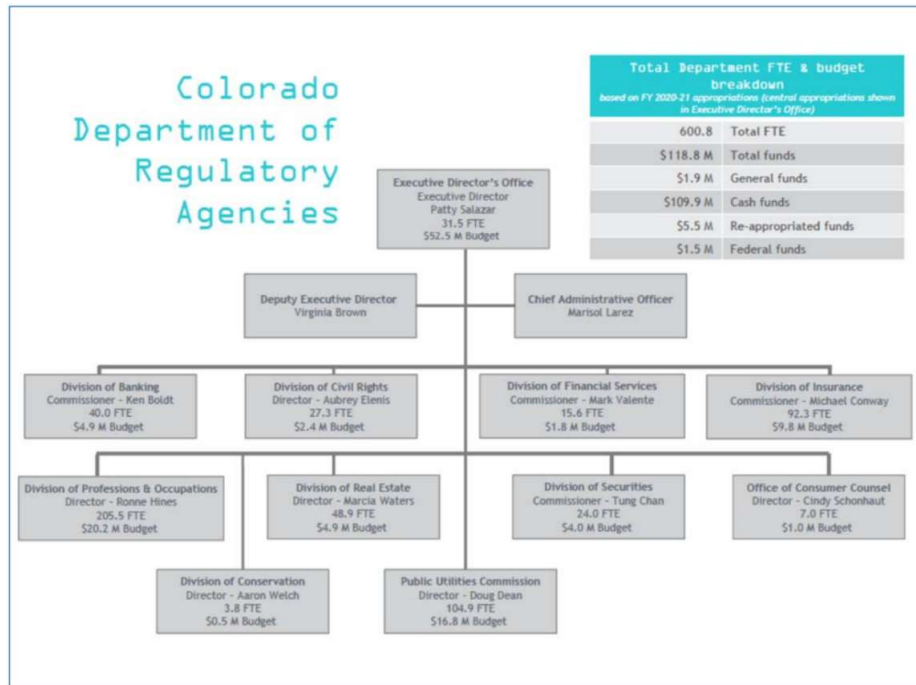 Colorado
Department of
Regulatory
Agencies
Total Department FTE & budget
breakdown
based on FY 2020-21 appropriations (central appropriations shown
in Executive Director's Office)
600.8 Total FTE
$118.8 M Total funds
$1.9 M General funds
$109.9 M Cash funds
$5.5 M Re-appropriated funds
$1.5 M Federal funds
Executive Director's Office
Executive Director
Patty Salazar
31.5 FTE
$52.5 M Budget
Deputy Executive Director
Virginia Brown
Chief Administrative Officer
Marisol Larez
Division of Banking
Commissioner - Ken Boldt
40.0 FTE
$4.9 M Budget
Division of Civil Rights
Director - Aubrey Elenis
27.3 FTE
$2.4 M Budget
Division of Financial Services
Commissioner - Mark Valente
15.6 FTE
$1.8 M Budget
Division of Insurance
Commissioner - Michael Conway
92.3 FTE
$9.8 M Budget
Division of Professions & Occupations
Director - Ronne Hines
205.5 FTE
$20.2 M Budget
Division of Real Estate
Director - Marcia Waters
48.9 FTE
$4.9 M Budget
Division of Securities
Commissioner - Tung Chan
24.0 FTE
$4.0 M Budget
Office of Consumer Counsel
Director - Cindy Schonhaut
7.0 FTE
$1.0 M Budget
Division of Conservation
Director - Aaron Welch
3.8 FTE
$0.5 M Budget
Public Utilities Commission
Director - Doug Dean
104.9 FTE
$16.8 M Budget